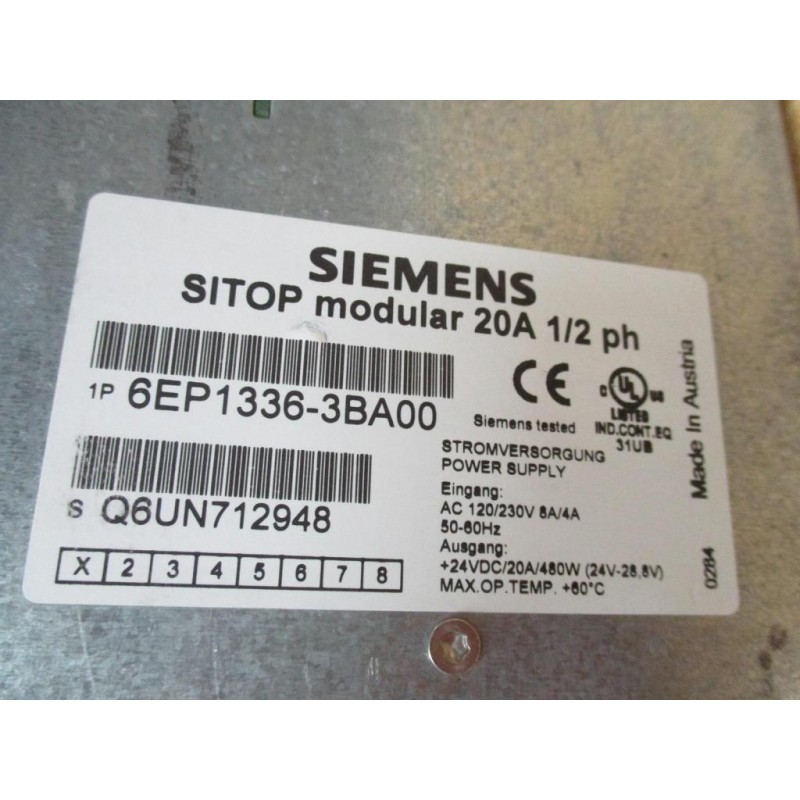 SIEMENS
SITOP modular 20A 1/2 ph
1P 6EP1336-3BA00
S Q6UN712948
X 2 3 4 5 6 7 8
CE
Siemens tested
C UL US
LISTED
IND.CONT.EQ
31UB
STROMVERSORGUNG
POWER SUPPLY
Eingang:
AC 120/230V 8A/4A
50-60Hz
Ausgang:
+24VDC/20A/480W (24V-28,8V)
MAX.OP.TEMP. +60°C
Made In Austria
0284